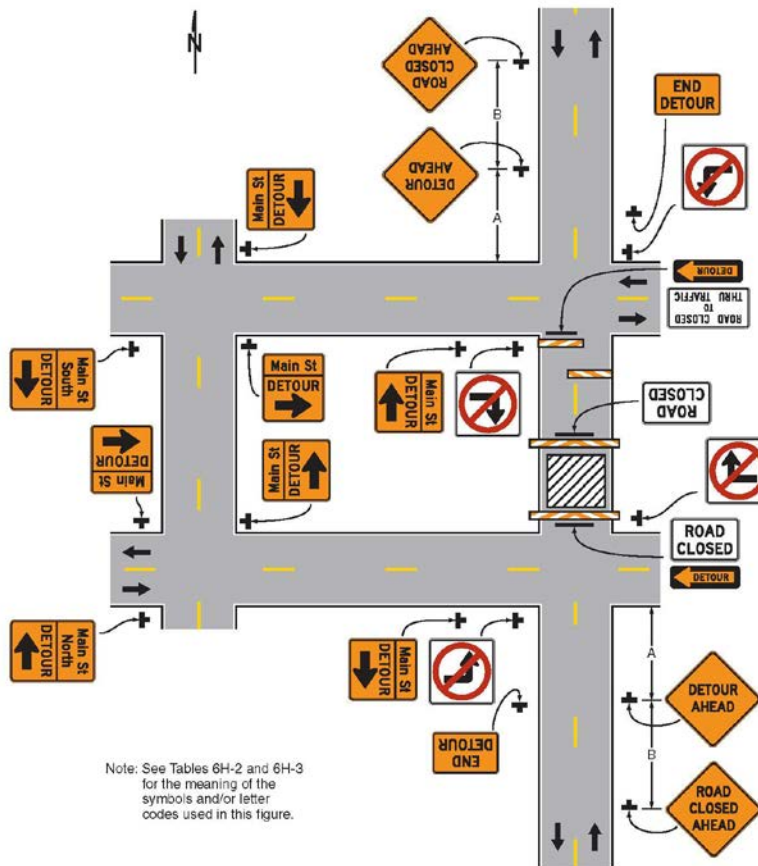 N
ROAD
CLOSED
AHEAD
B
END
DETOUR
DETOUR
AHEAD
A
Main St
DETOUR
DETOUR
ROAD CLOSED
TO
THRU TRAFFIC
Main St
South
DETOUR
Main St
DETOUR
Main St
DETOUR
ROAD
CLOSED
Main St
DETOUR
Main St
DETOUR
ROAD
CLOSED
DETOUR
Main St
North
DETOUR
Main St
DETOUR
A
DETOUR
AHEAD
END
DETOUR
B
ROAD
CLOSED
AHEAD
Note: See Tables 6H-2 and 6H-3
for the meaning of the
symbols and/or letter
codes used in this figure.